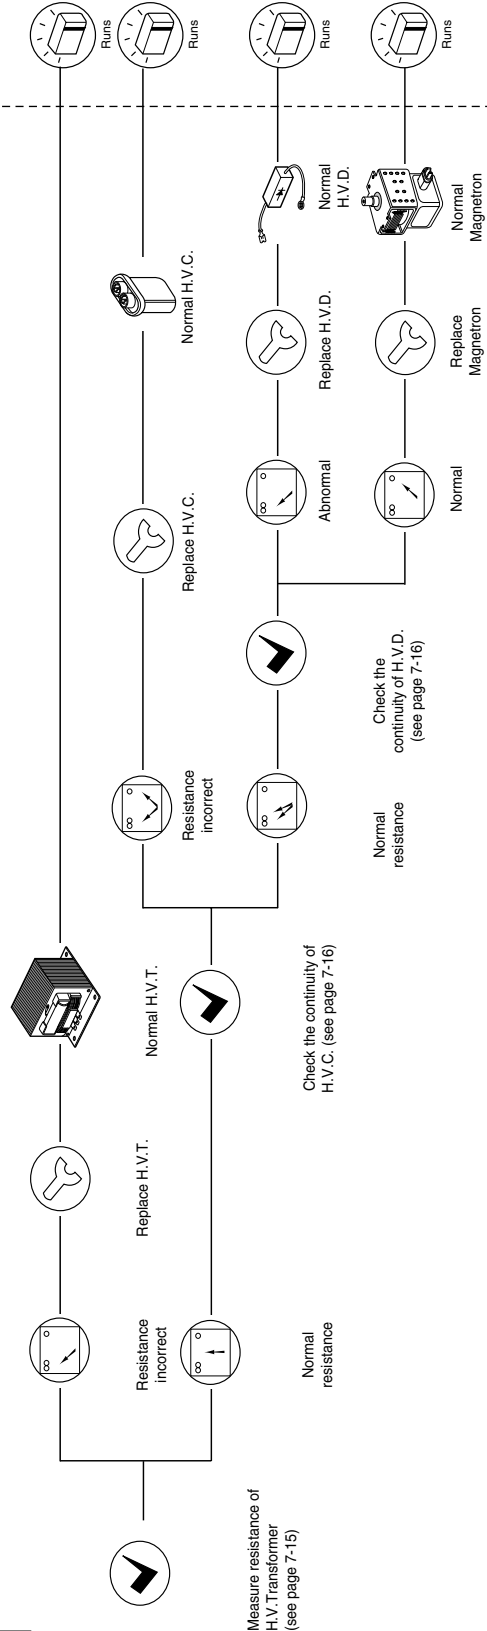 Measure resistance of
H.V.Transformer
(see page 7-15)
Resistance
incorrect
Replace H.V.T.
Normal H.V.T.
Runs
Normal
resistance
Check the continuity of
H.V.C. (see page 7-16)
Resistance
incorrect
Replace H.V.C.
Normal H.V.C.
Runs
Normal
resistance
Check the
continuity of H.V.D.
(see page 7-16)
Abnormal
Replace H.V.D.
Normal
H.V.D.
Runs
Normal
Replace
Magnetron
Normal
Magnetron
Runs